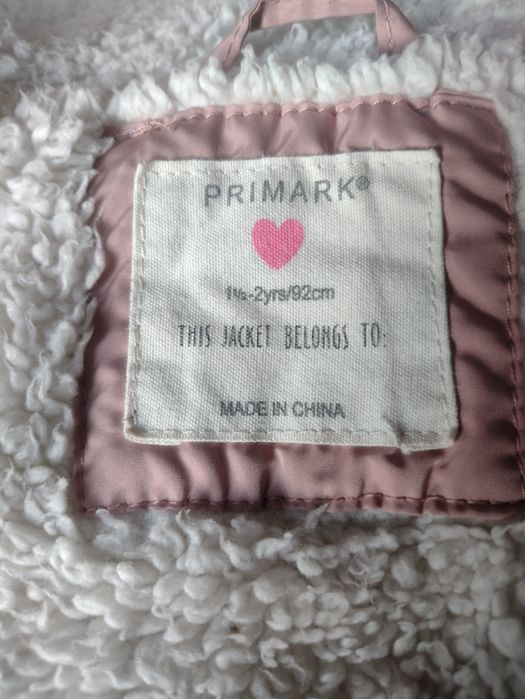 PRIMARK®
1½-2yrs/92cm
THIS JACKET BELONGS TO:
MADE IN CHINA